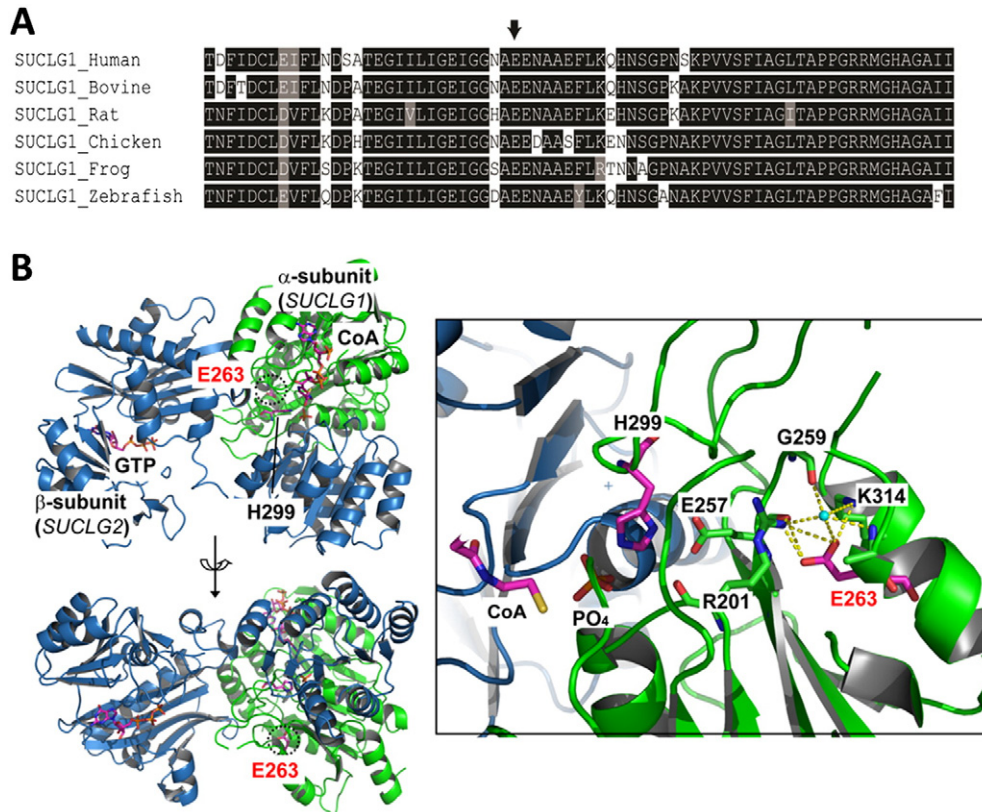 A
SUCLG1_Human TDFIDCLEIFLNDSATEGIILIGEIGGNAEENAAEFLKQHNSGPNSKPVVSFIAGLTAPPGRRMGHAGAII
SUCLG1_Bovine TDFTDCLEIFLNDPATEGIILIGEIGGNAEENAAEFLKQHNSGPKAKPVVSFIAGLTAPPGRRMGHAGAII
SUCLG1_Rat TNFIDCLDVFLKDPATEGIVLIGEIGGHAEENAAEFLKEHNSGPKAKPVVSFIAGITAPPGRRMGHAGAII
SUCLG1_Chicken TNFIDCLDVFLKDPHTEGIILIGEIGGNAEEDAASFLKENNSGPNAKPVVSFIAGLTAPPGRRMGHAGAII
SUCLG1_Frog TNFIDCLDVFLSDPKTEGIILIGEIGGSAEENAAEFLRTNNAGPNAKPVVSFIAGLTAPPGRRMGHAGAII
SUCLG1_Zebrafish TNFIDCLEVFLQDPKTEGIILIGEIGGDAEENAAEYLKQHNSGANAKPVVSFIAGLTAPPGRRMGHAGAFI
B
α-subunit
(SUCLG1)
CoA
E263
GTP
β-subunit
(SUCLG2)
H299
E263
H299
G259
E257
K314
CoA
PO₄
R201
E263